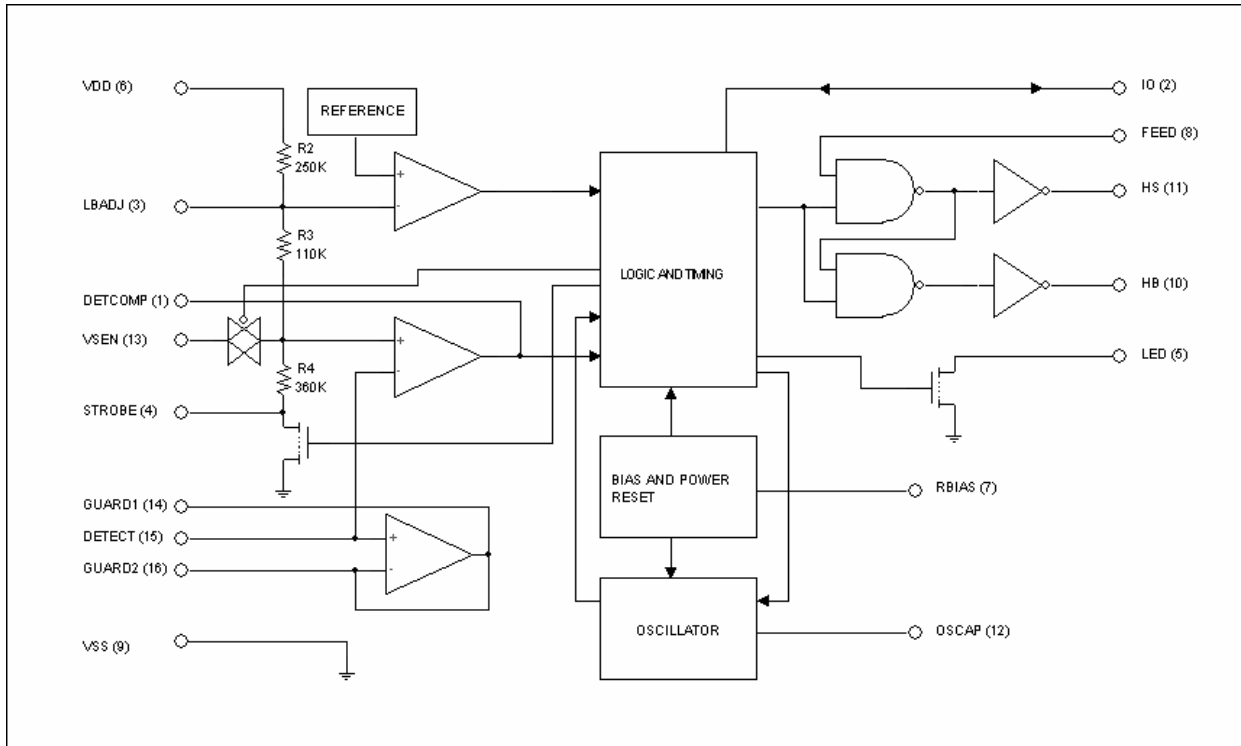 VDD (6)
REFERENCE
IO (2)
FEED (8)
R2
250K
+
-
HS (11)
LBADJ (3)
R3
110K
LOGIC AND TIMING
DETCOMP (1)
HB (10)
VSEN (13)
+
-
LED (5)
R4
360K
STROBE (4)
BIAS AND POWER
RESET
RBIAS (7)
GUARD1 (14)
DETECT (15)
+
-
GUARD2 (16)
OSCILLATOR
OSCAP (12)
VSS (9)